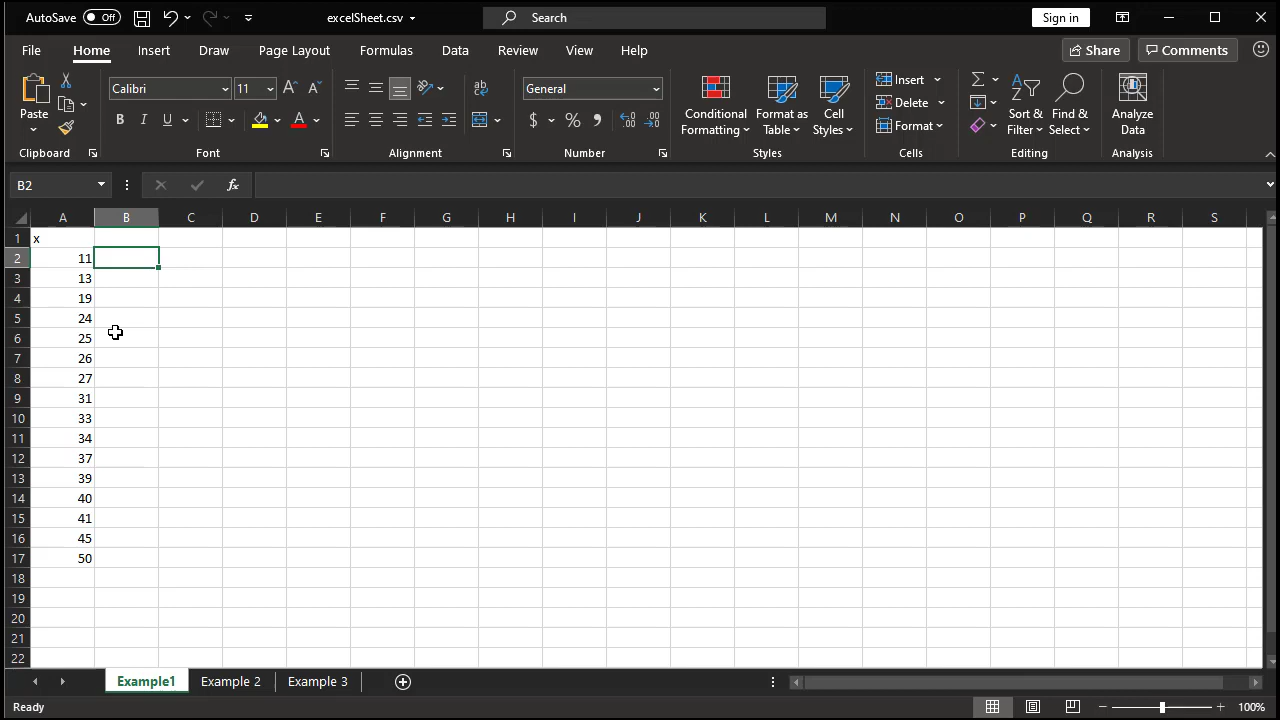 AutoSave Off excelSheet.csv Search Sign in
File Home Insert Draw Page Layout Formulas Data Review View Help Share Comments
Paste Calibri 11 General Conditional Formatting Format as Table Cell Styles Insert Delete Format Sort & Filter Find & Select Analyze Data
Clipboard Font Alignment Number Styles Cells Editing Analysis
B2 fx
A B C D E F G H I J K L M N O P Q R S
1 x
2 11
3 13
4 19
5 24
6 25
7 26
8 27
9 31
10 33
11 34
12 37
13 39
14 40
15 41
16 45
17 50
18
19
20
21
22
Example1 Example 2 Example 3
Ready 100%